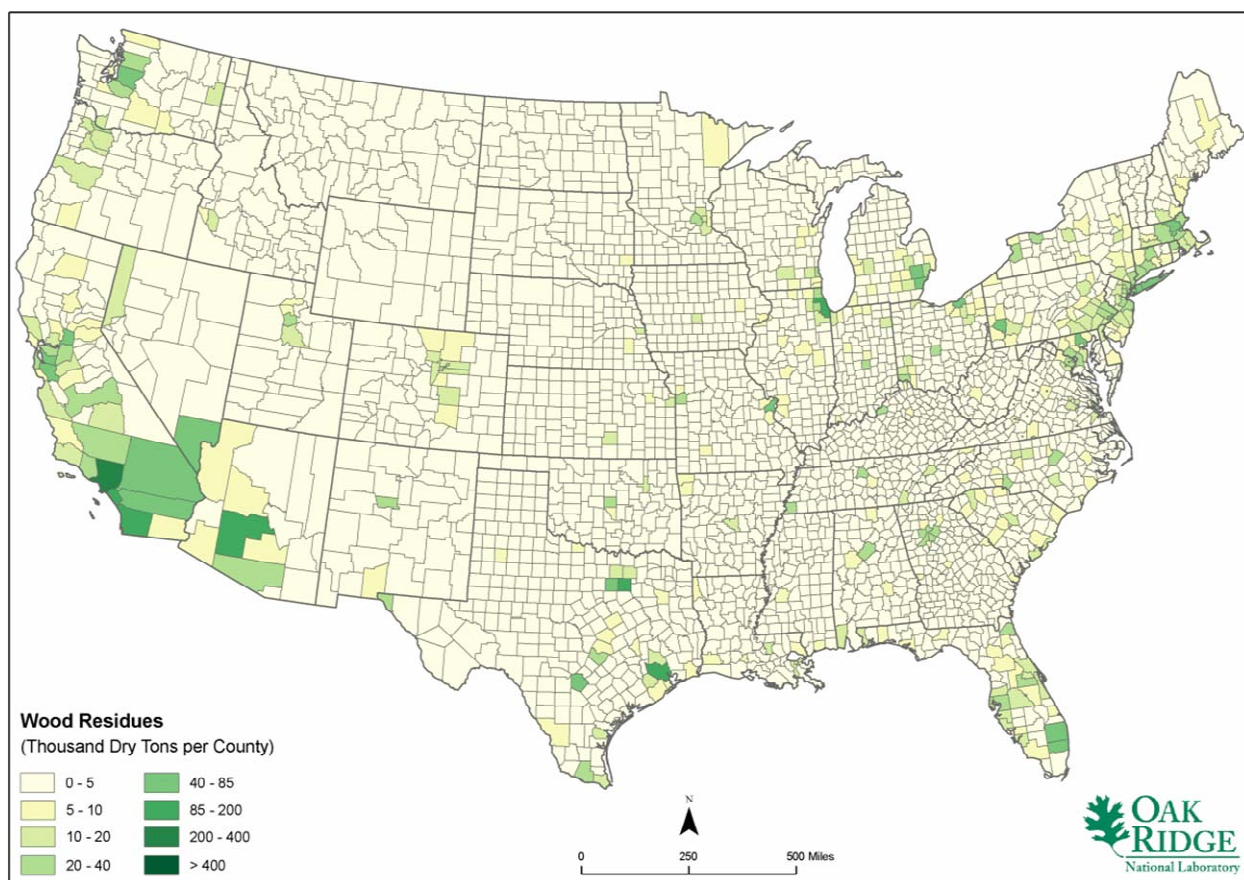 Wood Residues
(Thousand Dry Tons per County)
0 - 5
5 - 10
10 - 20
20 - 40
40 - 85
85 - 200
200 - 400
> 400
N
0 250 500 Miles
OAK
RIDGE
National Laboratory